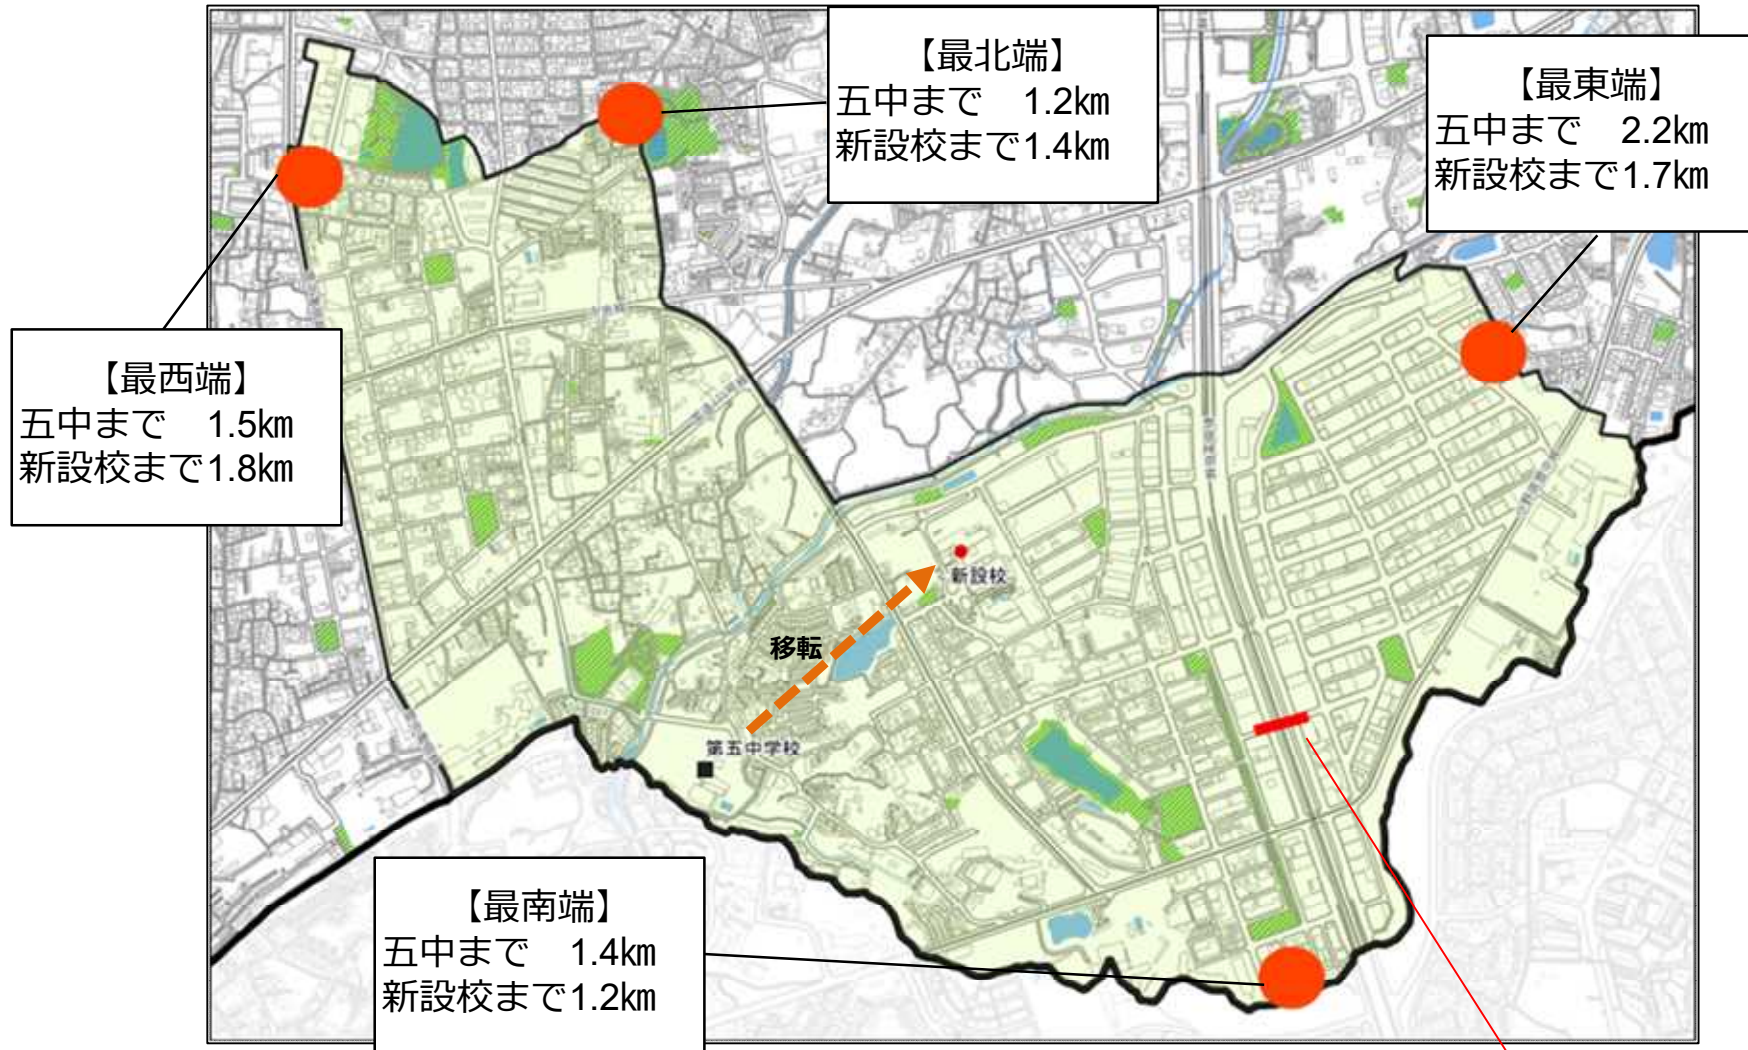 【最北端】
五中まで 1.2㎞
新設校まで1.4㎞
【最東端】
五中まで 2.2㎞
新設校まで1.7㎞
【最西端】
五中まで 1.5㎞
新設校まで1.8㎞
新設校
移転
第五中学校
【最南端】
五中まで 1.4㎞
新設校まで1.2㎞